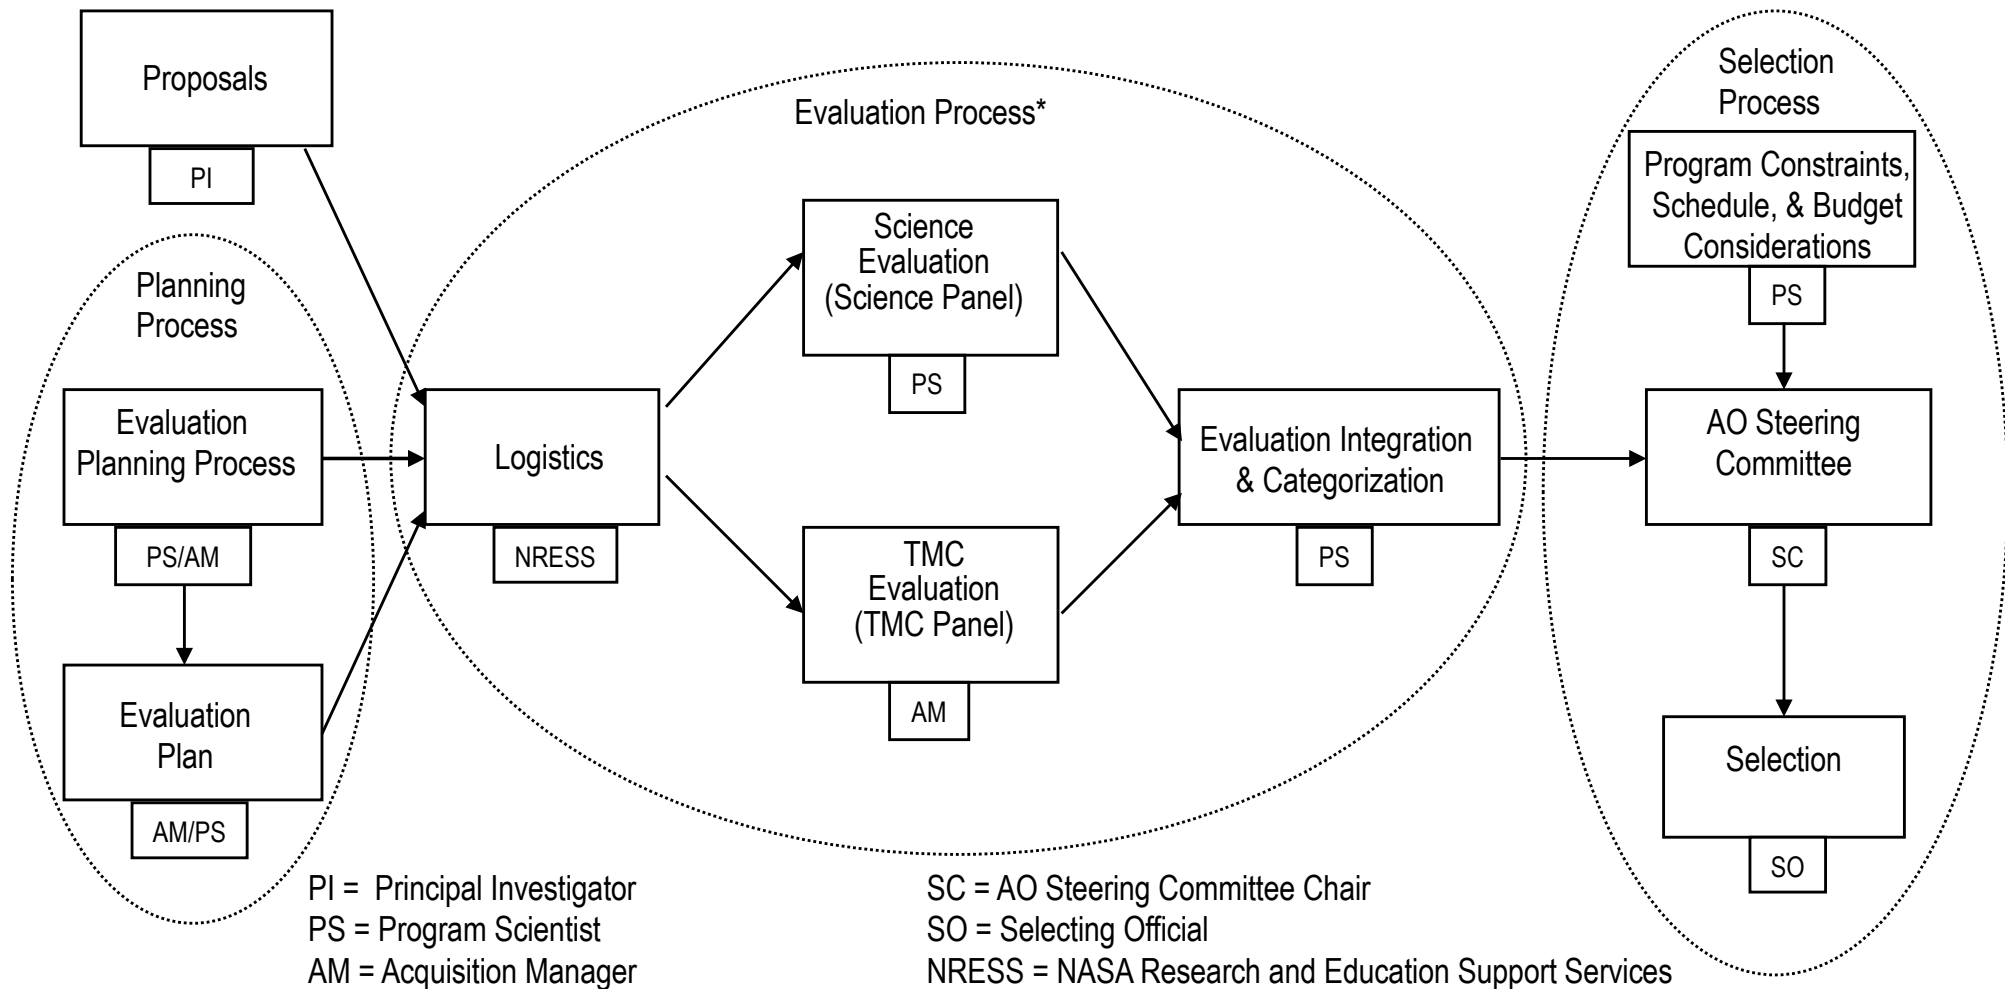 Proposals
PI
Planning
Process
Evaluation
Planning Process
PS/AM
Evaluation
Plan
AM/PS
Evaluation Process*
Logistics
NRESS
Science
Evaluation
(Science Panel)
PS
TMC
Evaluation
(TMC Panel)
AM
Evaluation Integration
& Categorization
PS
Selection
Process
Program Constraints,
Schedule, & Budget
Considerations
PS
AO Steering
Committee
SC
Selection
SO
PI = Principal Investigator
PS = Program Scientist
AM = Acquisition Manager
SC = AO Steering Committee Chair
SO = Selecting Official
NRESS = NASA Research and Education Support Services